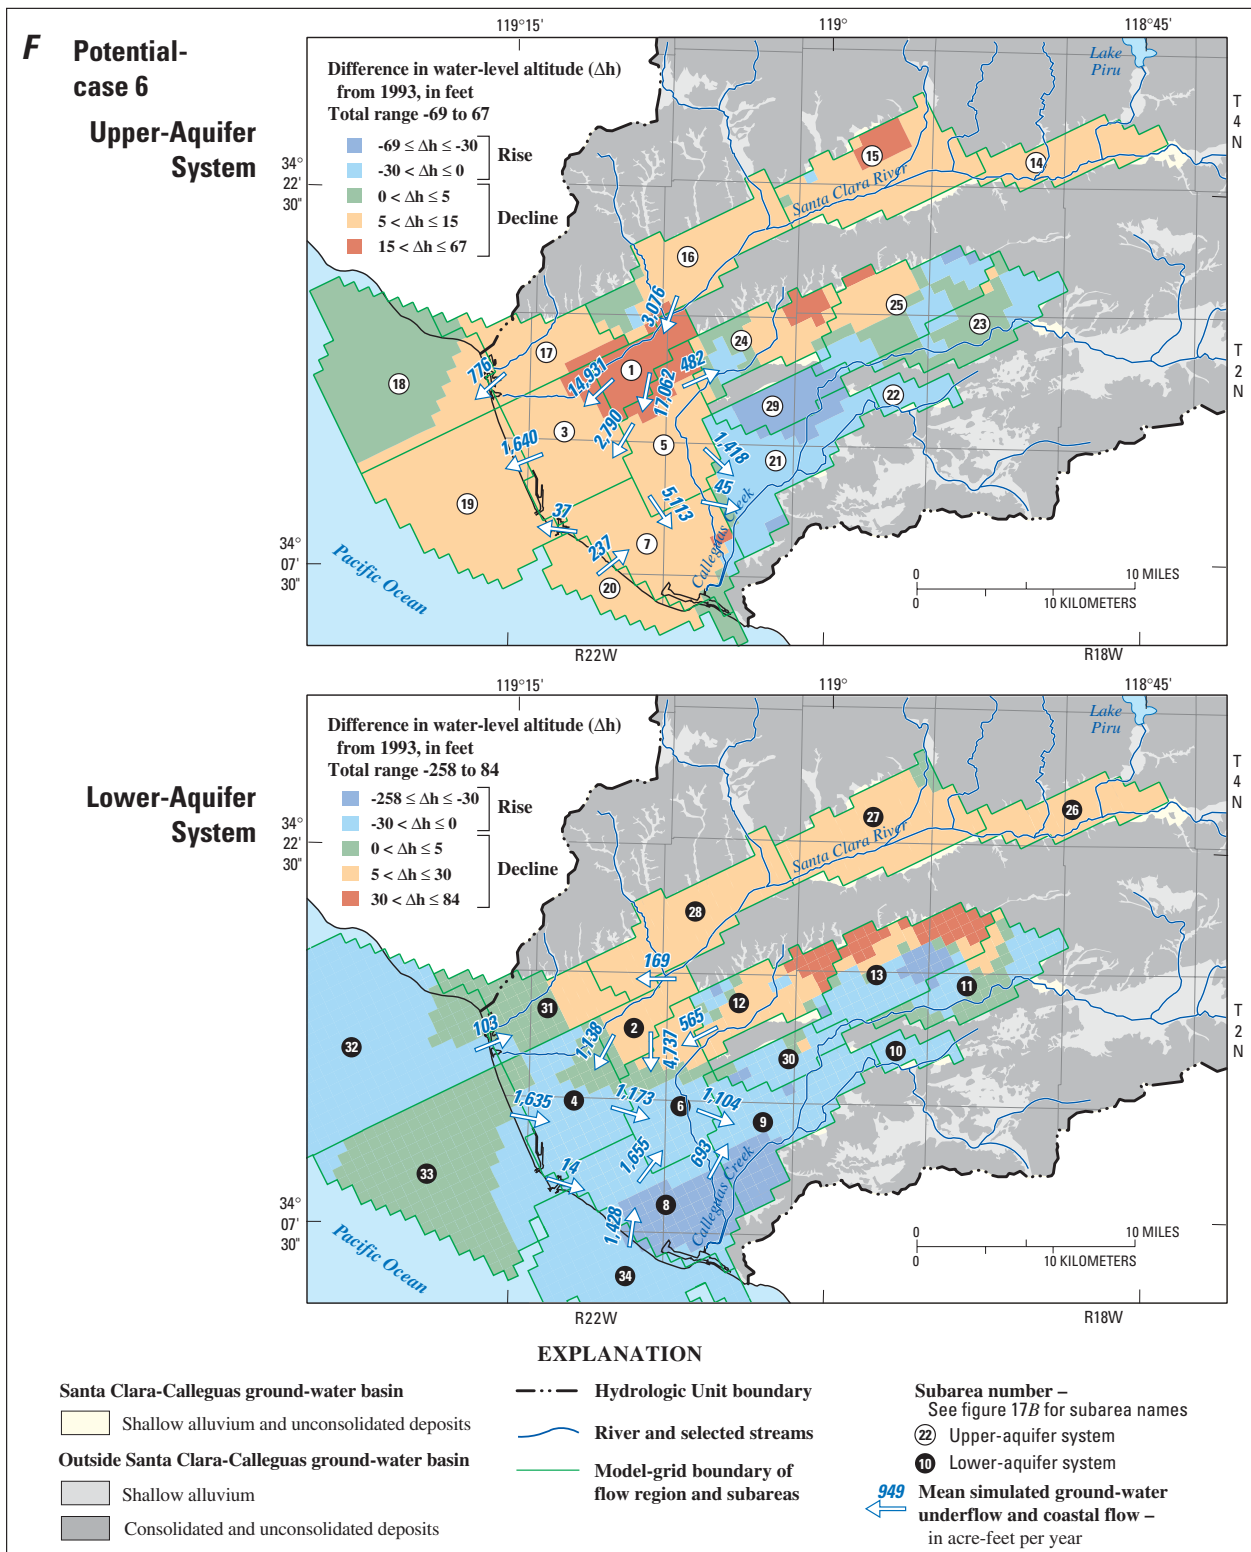 F Potential-
case 6
Upper-Aquifer
System
119°15'
119°
118°45'
Difference in water-level altitude (Δh)
from 1993, in feet
Total range -69 to 67
-69 ≤ Δh ≤ -30
-30 < Δh ≤ 0
Rise
0 < Δh ≤ 5
5 < Δh ≤ 15
15 < Δh ≤ 67
Decline
34°
22'
30"
34°
07'
30"
Lake
Piru
T
4
N
T
2
N
Santa Clara River
Calleguas Creek
Pacific Ocean
15
14
16
25
23
24
17
1
18
29
22
3
5
21
19
7
20
3,076
776
14,931
17,062
482
2,790
1,640
1,418
45
5,113
37
237
0 10 MILES
0 10 KILOMETERS
R22W
R18W
Lower-Aquifer
System
119°15'
119°
118°45'
Difference in water-level altitude (Δh)
from 1993, in feet
Total range -258 to 84
-258 ≤ Δh ≤ -30
-30 < Δh ≤ 0
Rise
0 < Δh ≤ 5
5 < Δh ≤ 30
30 < Δh ≤ 84
Decline
34°
22'
30"
34°
07'
30"
Lake
Piru
T
4
N
T
2
N
Santa Clara River
Calleguas Creek
Pacific Ocean
27
26
28
13
11
12
31
2
32
30
10
4
6
9
33
8
34
169
103
1,138
4,737
565
1,635
1,173
1,104
1,655
693
14
1,428
0 10 MILES
0 10 KILOMETERS
R22W
R18W
EXPLANATION
Santa Clara-Calleguas ground-water basin
Shallow alluvium and unconsolidated deposits
Outside Santa Clara-Calleguas ground-water basin
Shallow alluvium
Consolidated and unconsolidated deposits
Hydrologic Unit boundary
River and selected streams
Model-grid boundary of
flow region and subareas
Subarea number –
See figure 17B for subarea names
22 Upper-aquifer system
10 Lower-aquifer system
949 Mean simulated ground-water
underflow and coastal flow –
in acre-feet per year